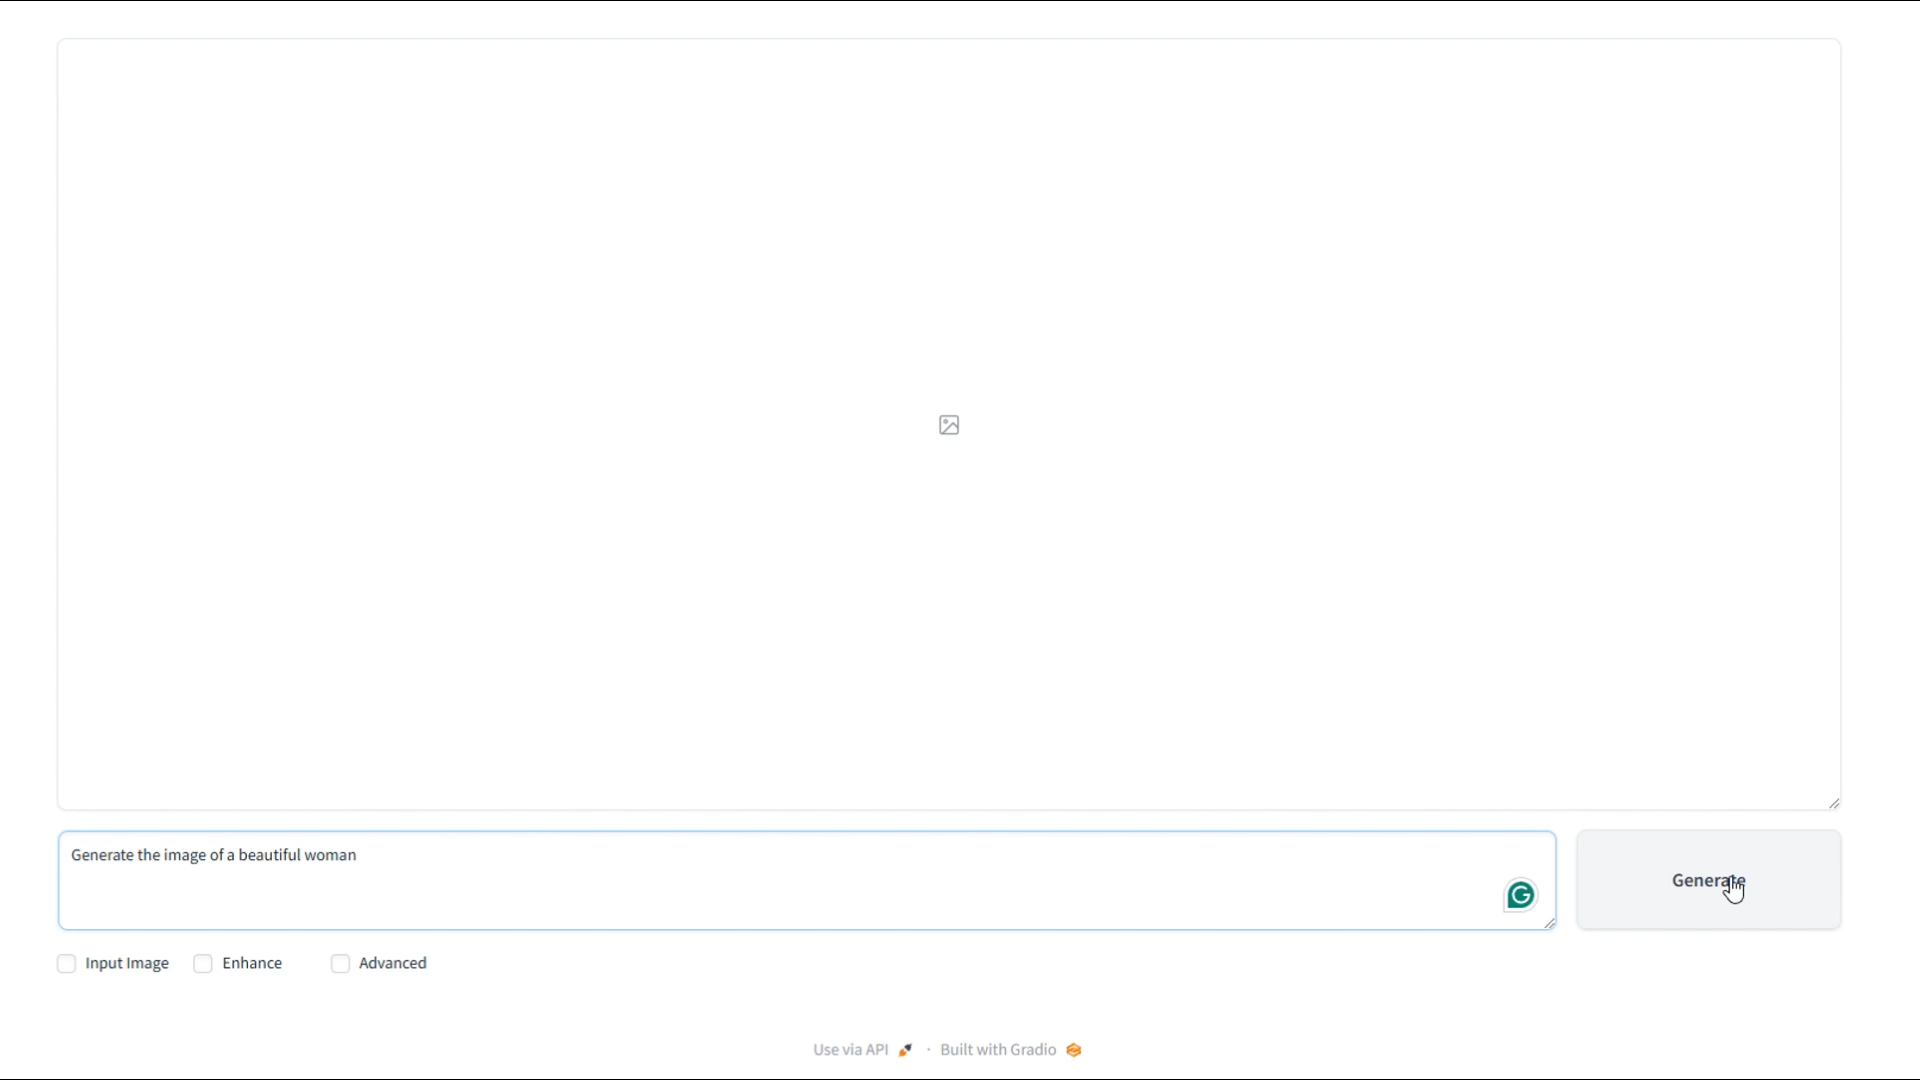 Generate the image of a beautiful woman
Generate
Input Image
Enhance
Advanced
Use via API · Built with Gradio